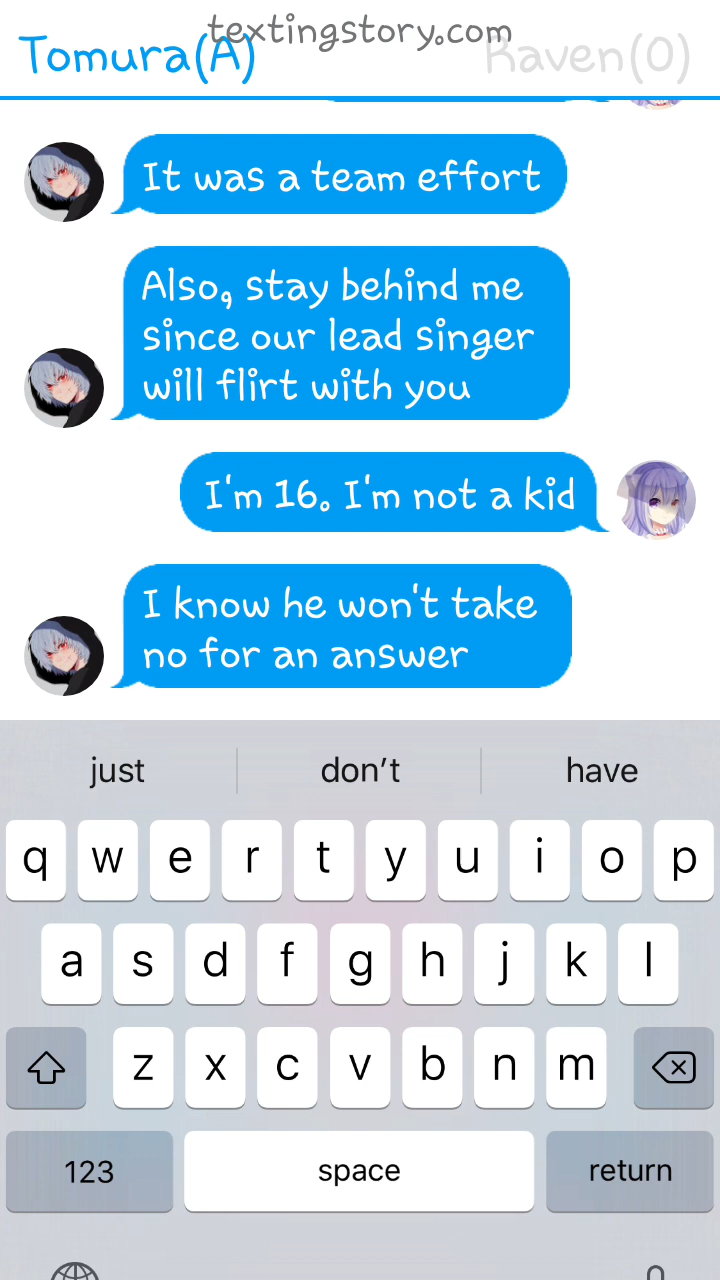 textingstory.com
Tomura(A)
Raven(O)
It was a team effort
Also, stay behind me
since our lead singer
will flirt with you
I'm 16. I'm not a kid
I know he won't take
no for an answer
just
don't
have
q w e r t y u i o p
a s d f g h j k l
z x c v b n m
123
space
return